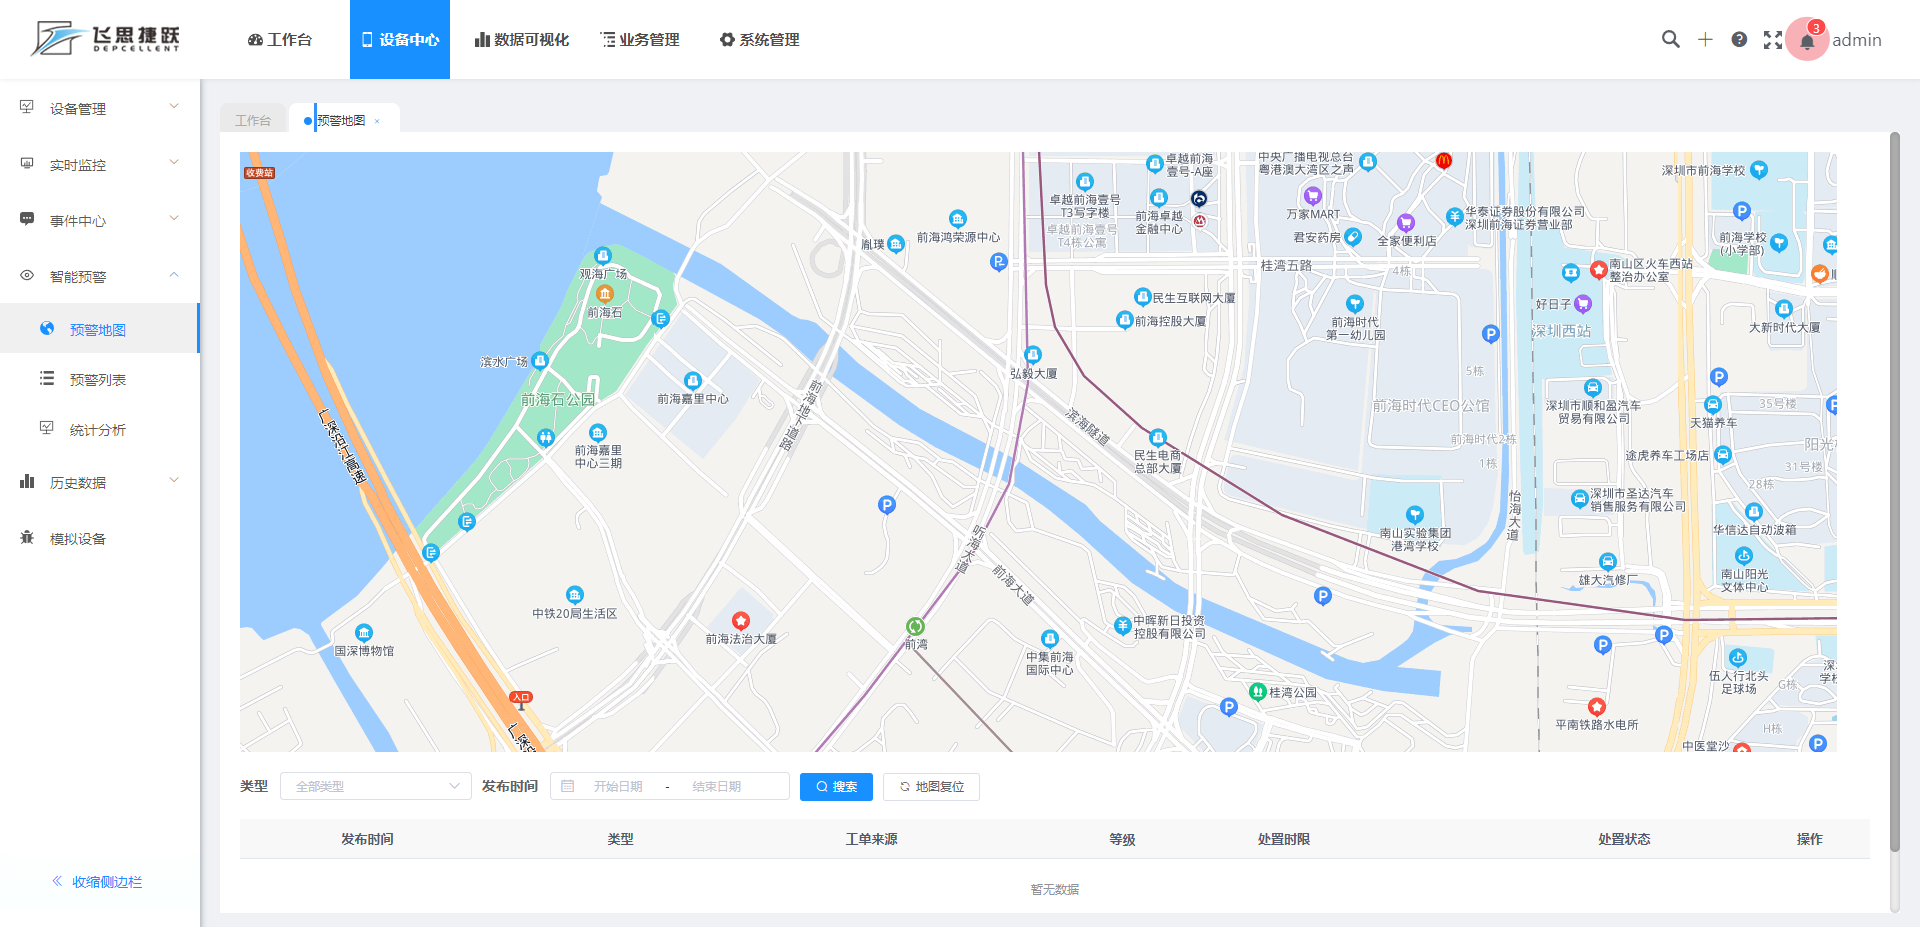 飞思捷跃
DEPCELLENT
工作台
设备中心
数据可视化
业务管理
系统管理
3
admin
设备管理
实时监控
事件中心
智能预警
预警地图
预警列表
统计分析
历史数据
模拟设备
收缩侧边栏
工作台
预警地图
收费站
观海广场
前海石
滨水广场
前海石公园
前海嘉里中心
前海嘉里
中心三期
广深沿江高速
前海地下道路
胤璞
前海鸿荣源中心
卓越前海壹号
T3写字楼
卓越前海壹号
T4栋公寓
卓越前海
壹号-A座
前海卓越
金融中心
中央广播电视总台
粤港澳大湾区之声
万家MART
君安药房
全家便利店
华泰证券股份有限公司
深圳前海证券营业部
桂湾五路
4栋
民生互联网大厦
前海控股大厦
前海时代
第一幼儿园
弘毅大厦
滨海隧道
民生电商
总部大厦
5栋
前海时代CEO公馆
前海时代2栋
1栋
南山实验集团
港湾学校
怡海大道
深圳市前海学校
前海学校
(小学部)
南山区火车西站
整治办公室
好日子
深圳西站
大新时代大厦
深圳市顺和盈汽车
贸易有限公司
天猫养车
35号楼
途虎养车工场店
31号楼
28栋
深圳市圣达汽车
销售服务有限公司
华信达自动波箱
雄大汽修厂
南山阳光
文体中心
听海大道
前海大道
中铁20局生活区
前海法治大厦
国深博物馆
入口
前湾
中集前海
国际中心
中晖新日投资
控股有限公司
桂湾公园
伍人行北头
足球场
G栋
H栋
平南铁路水电所
中医堂沙
类型
全部类型
发布时间
开始日期
-
结束日期
搜索
地图复位
发布时间
类型
工单来源
等级
处置时限
处置状态
操作
暂无数据